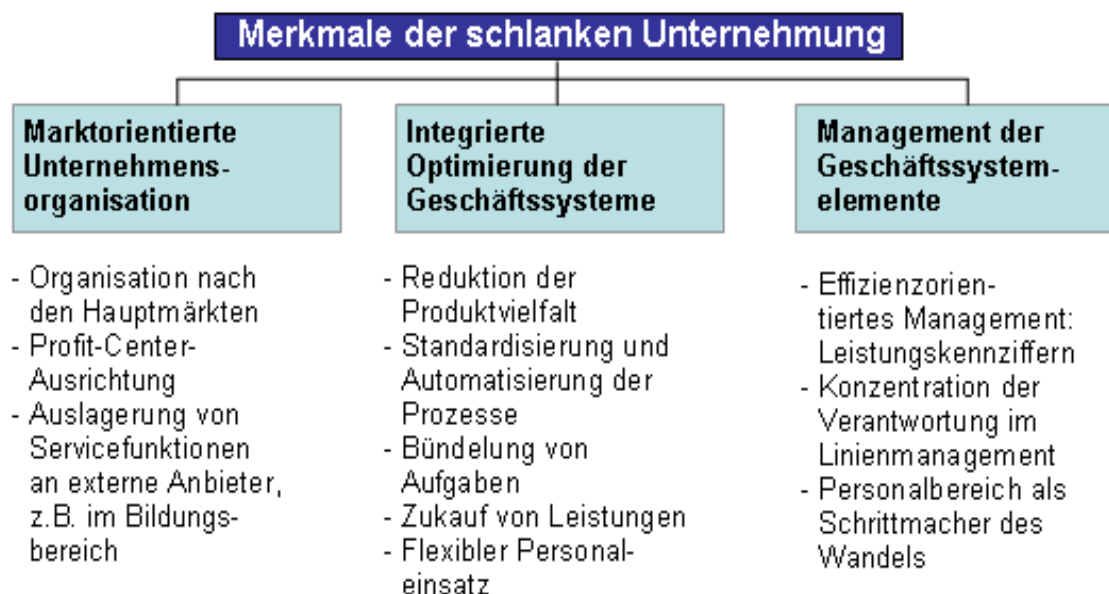 Merkmale der schlanken Unternehmung
Marktorientierte
Unternehmens-
organisation
- Organisation nach
den Hauptmärkten
- Profit-Center-
Ausrichtung
- Auslagerung von
Servicefunktionen
an externe Anbieter,
z.B. im Bildungs-
bereich
Integrierte
Optimierung der
Geschäftssysteme
- Reduktion der
Produktvielfalt
- Standardisierung und
Automatisierung der
Prozesse
- Bündelung von
Aufgaben
- Zukauf von Leistungen
- Flexibler Personal-
einsatz
Management der
Geschäftssystem-
elemente
- Effizienzorien-
tiertes Management:
Leistungskennziffern
- Konzentration der
Verantwortung im
Linienmanagement
- Personalbereich als
Schrittmacher des
Wandels